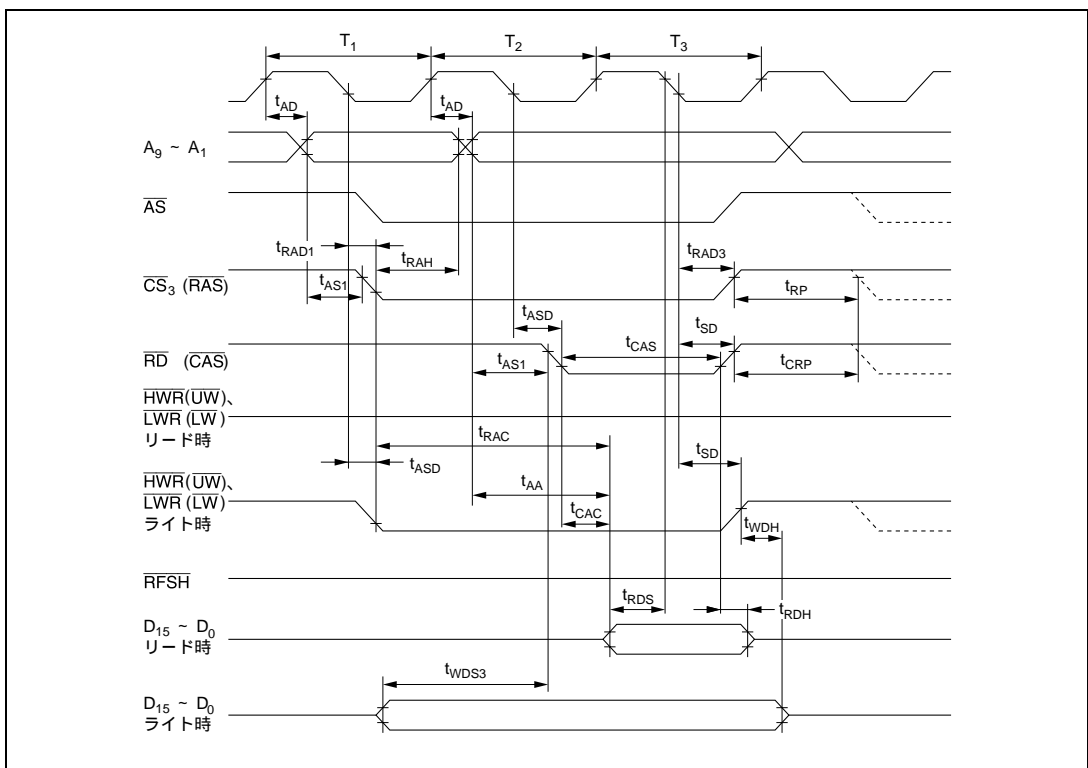 T1 T2 T3
tAD tAD
A9 ~ A1
AS
tRAD1 tRAH tRAD3
CS3 (RAS)
tAS1 tRP
tASD tSD
tCAS
RD (CAS)
tAS1 tCRP
HWR(UW)、
LWR(LW)
リード時
tRAC
tASD tSD
HWR(UW)、
LWR(LW)
ライト時
tAA
tCAC
tWDH
RFSH
tRDS tRDH
D15 ~ D0
リード時
tWDS3
D15 ~ D0
ライト時